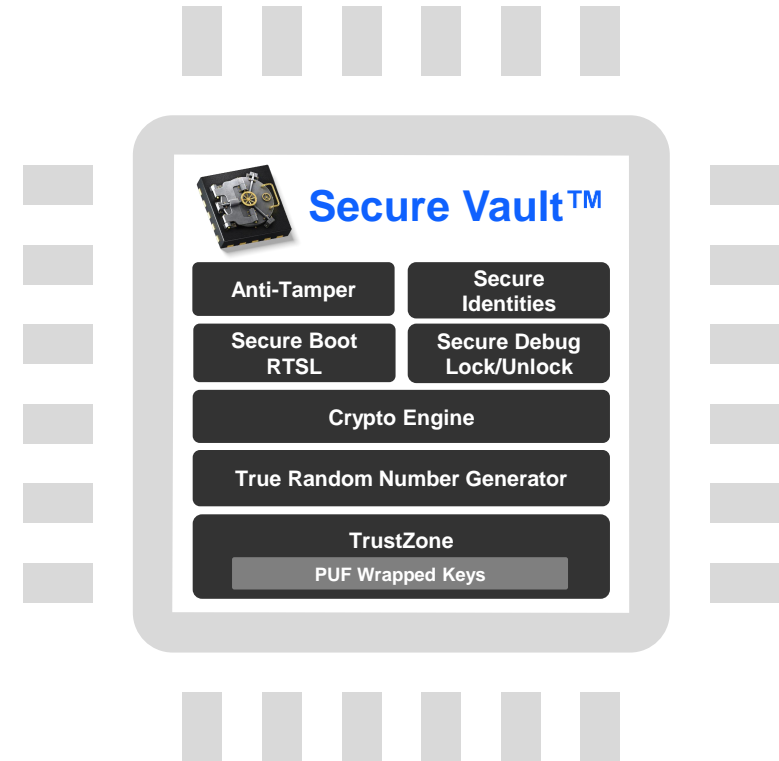 Secure Vault™
Anti-Tamper
Secure
Identities
Secure Boot
RTSL
Secure Debug
Lock/Unlock
Crypto Engine
True Random Number Generator
TrustZone
PUF Wrapped Keys